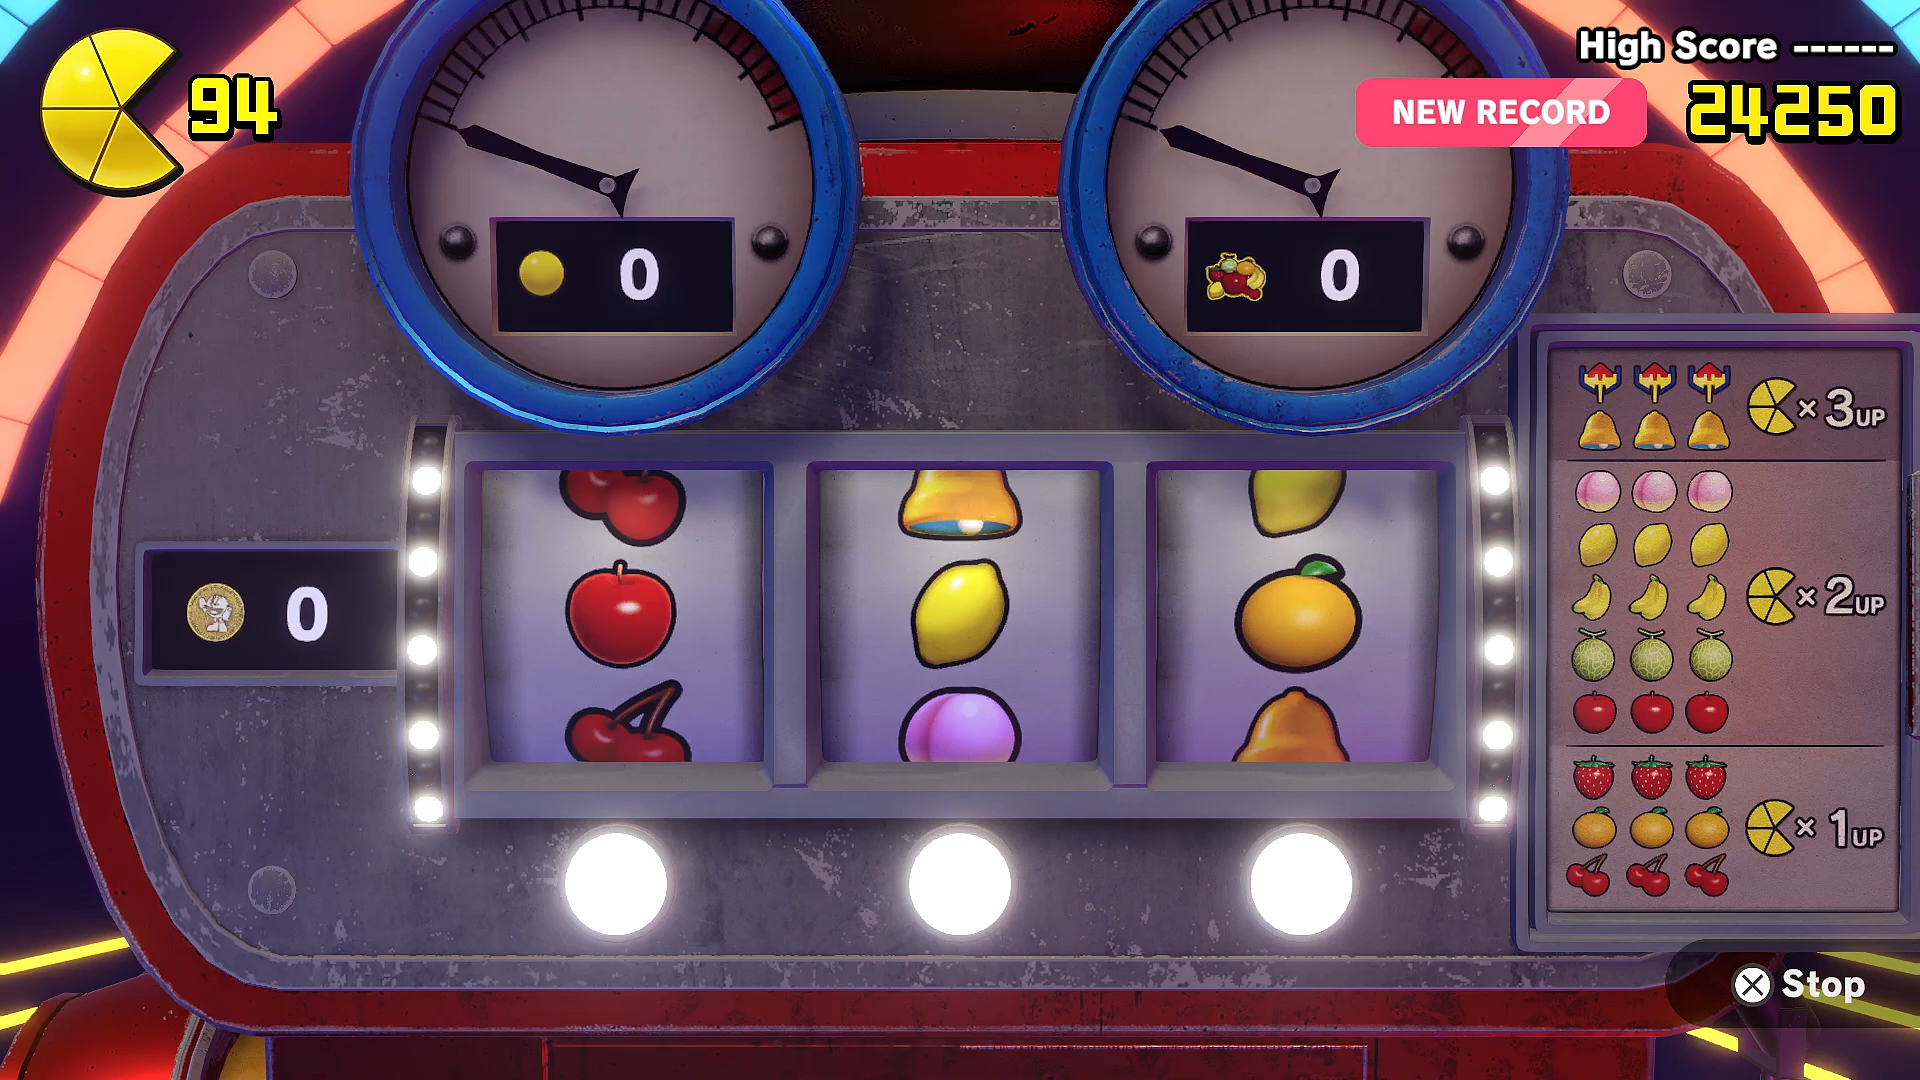 High Score ------
94
NEW RECORD
24250
0
0
× 3UP
0
× 2UP
× 1UP
Stop